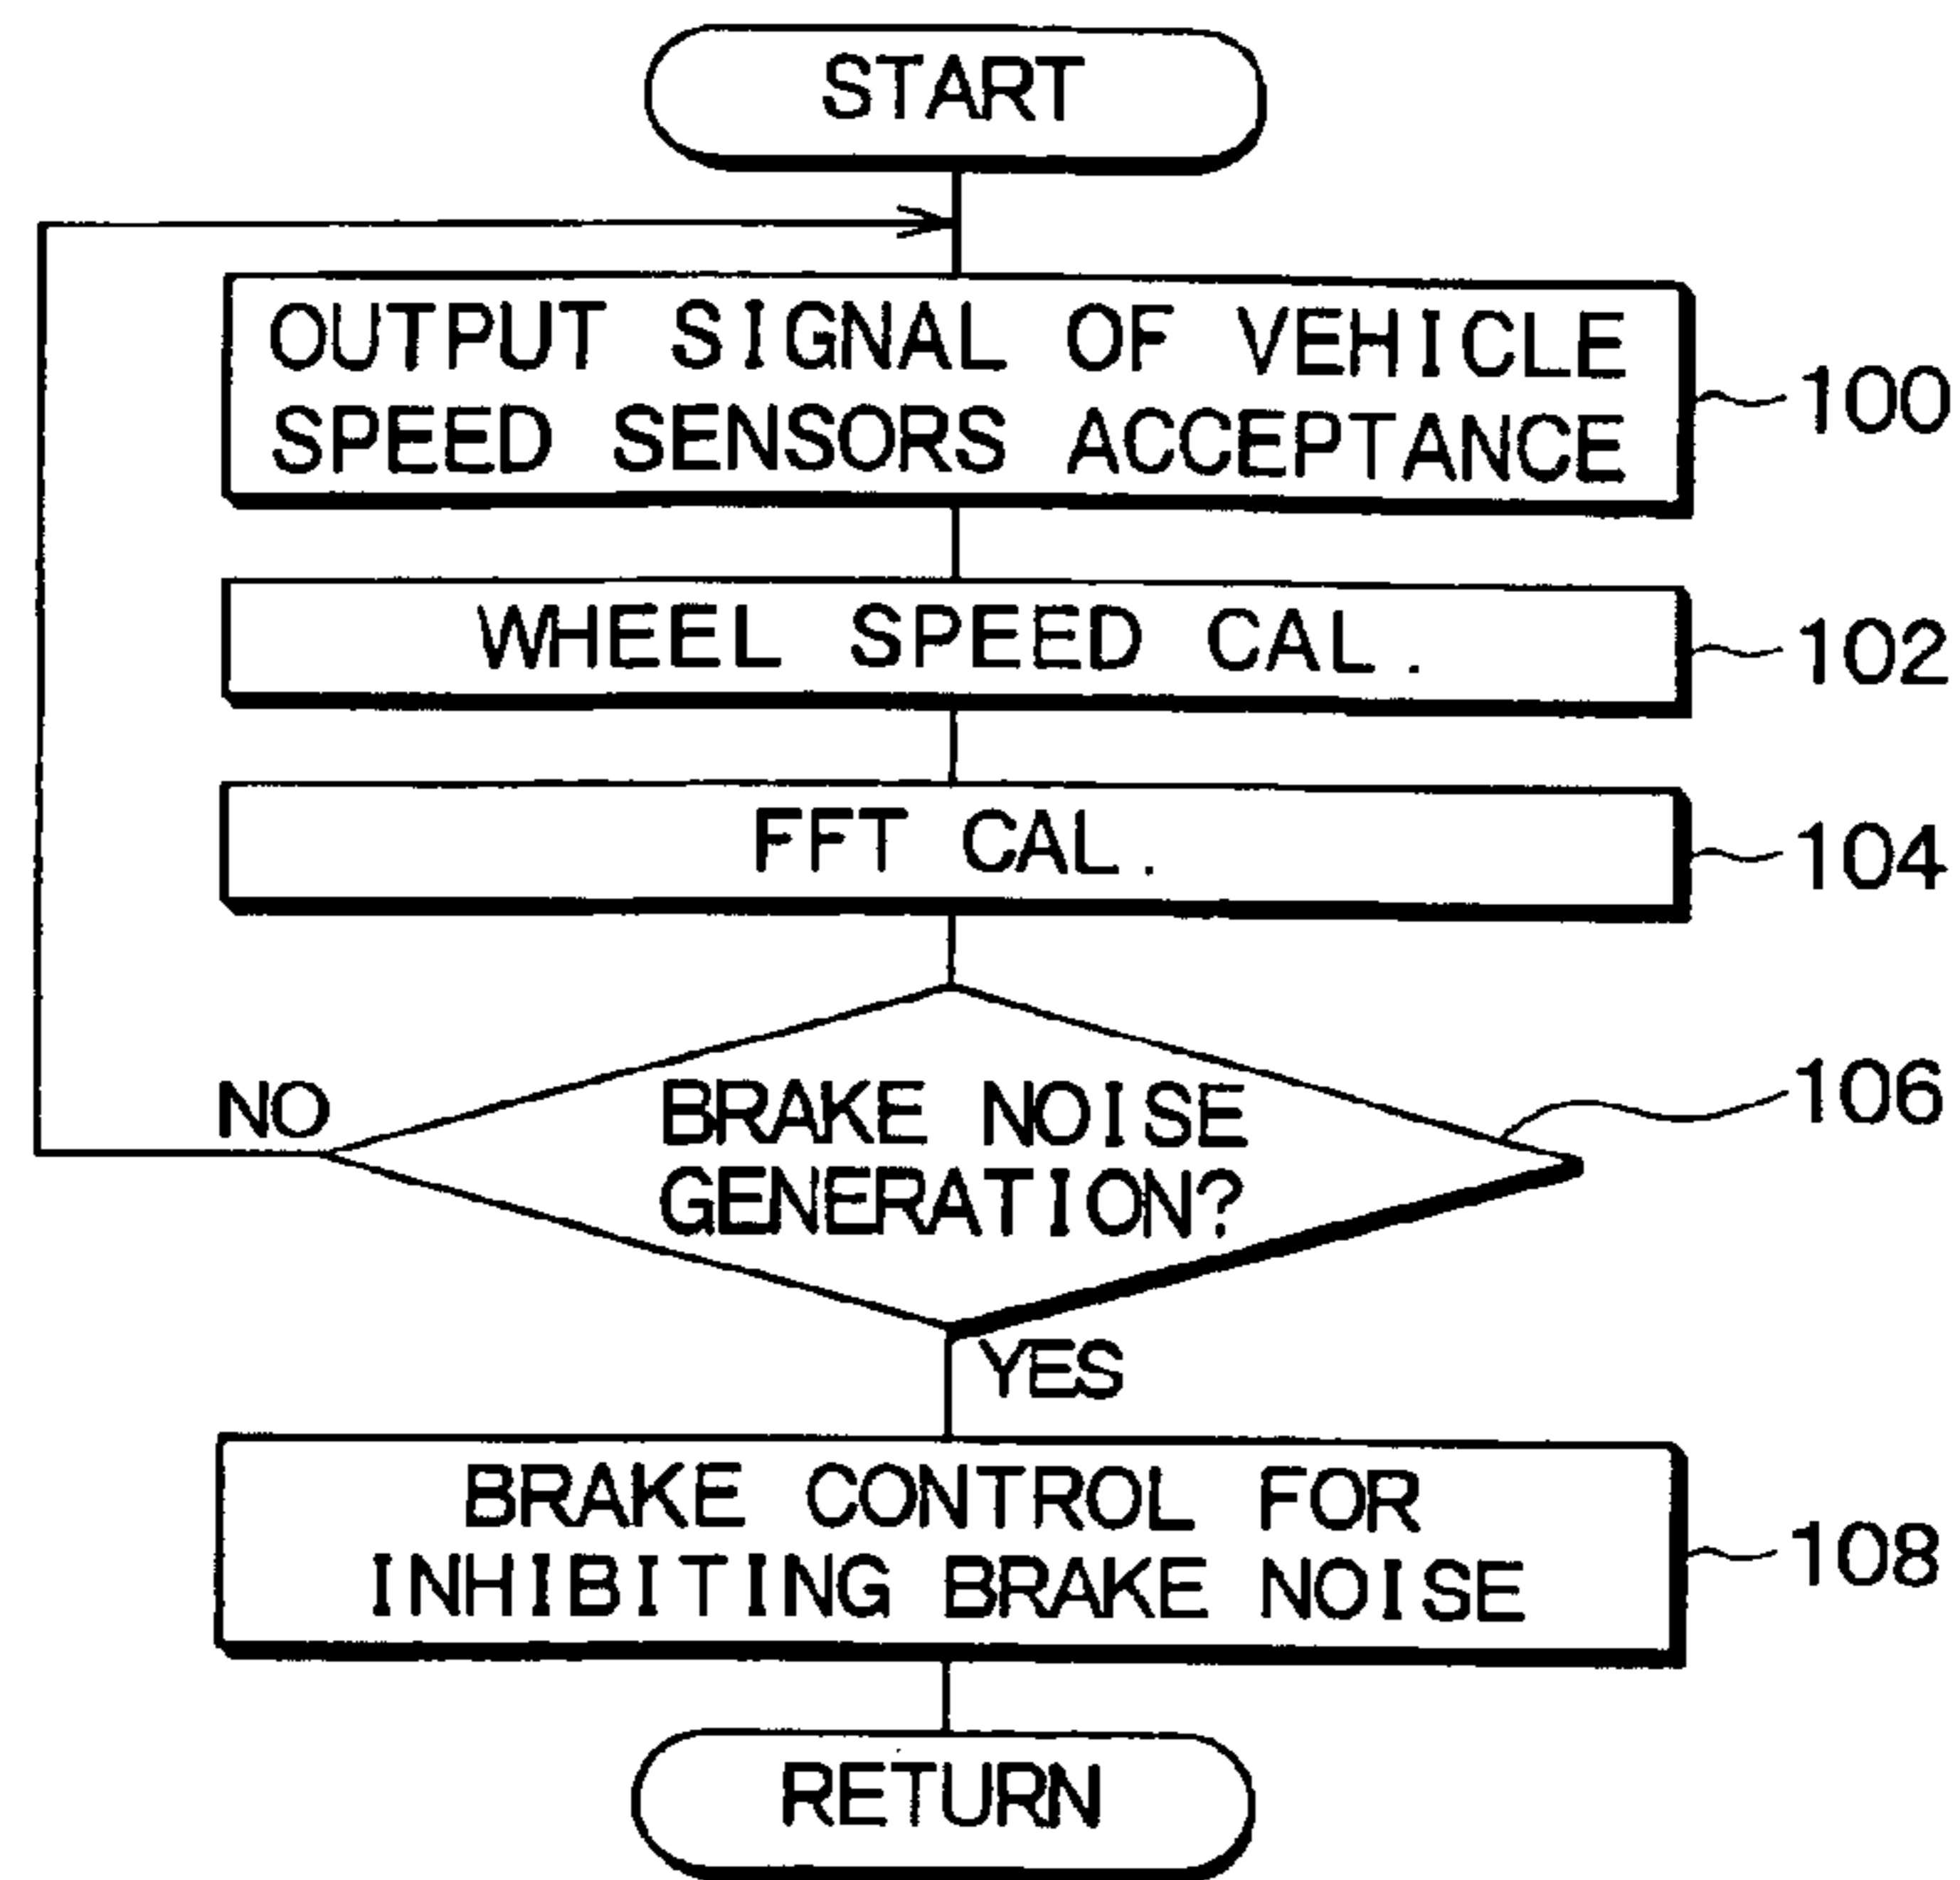 START
OUTPUT SIGNAL OF VEHICLE
SPEED SENSORS ACCEPTANCE
100
WHEEL SPEED CAL.
102
FFT CAL.
104
NO
BRAKE NOISE
GENERATION?
106
YES
BRAKE CONTROL FOR
INHIBITING BRAKE NOISE
108
RETURN